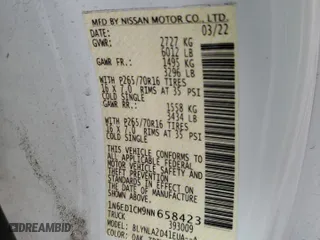 MFD BY NISSAN MOTOR CO., LTD.
DATE: 03/22
GVWR: 2727 KG
6012 LB
GAWR FR: 1495 KG
3296 LB
WITH P265/70R16 TIRES
16 X 7.0 RIMS AT 35 PSI
COLD SINGLE
GAWR RR: 1558 KG
3434 LB
WITH P265/70R16 TIRES
16 X 7.0 RIMS AT 35 PSI
COLD SINGLE
THIS VEHICLE CONFORMS TO ALL
APPLICABLE FEDERAL MOTOR VEHICLE
SAFETY AND THEFT PREVENTION
STANDARDS IN EFFECT ON THE DATE
OF MANUFACTURE SHOWN ABOVE.
1N6ED1CM9NN658423
TRUCK 393009
DREAMBID